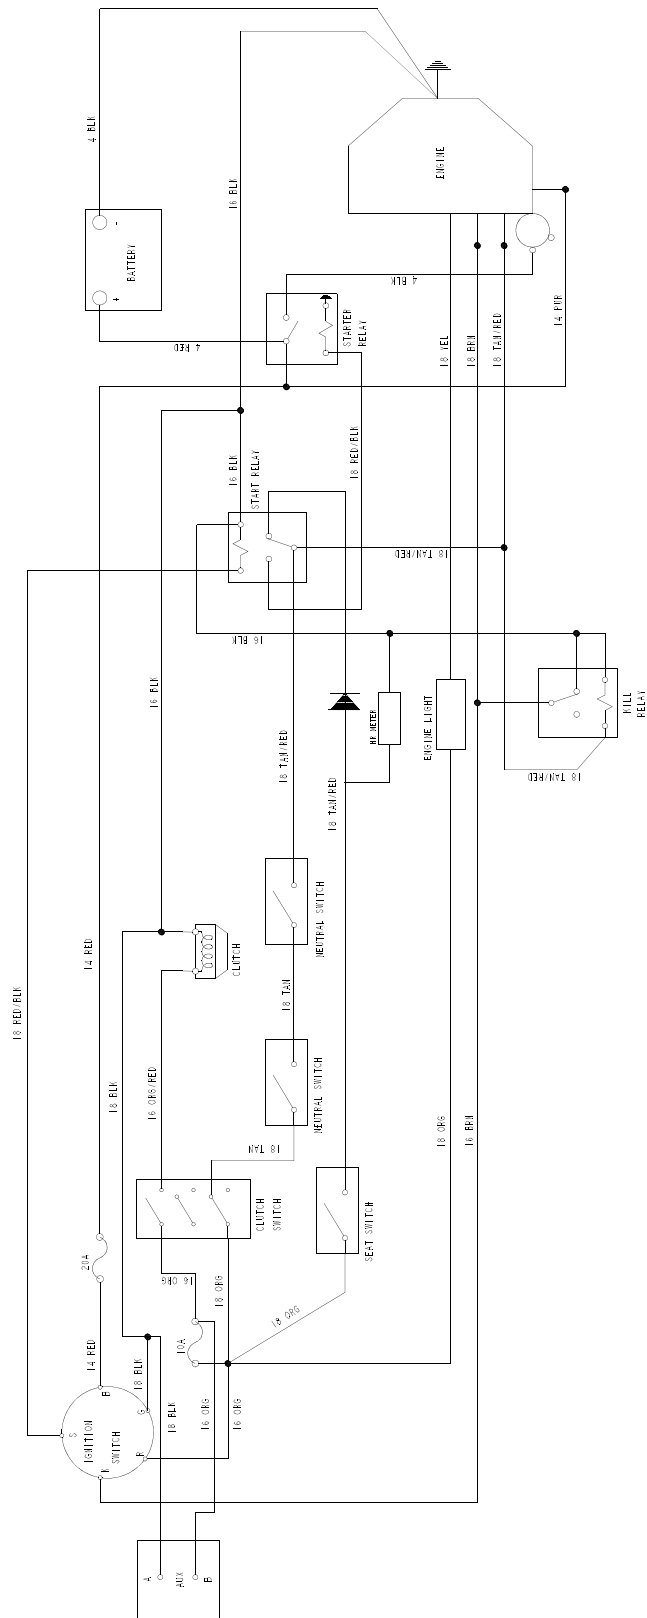 4 BLK
16 BLK
ENGINE
BATTERY
-
+
4 BLK
14 PUR
4 RED
STARTER
RELAY
18 YEL
18 BRN
18 TAN/RED
16 BLK
START RELAY
18 RED/BLK
18 TAN/RED
16 BLK
16 BLK
HR METER
ENGINE LIGHT
KILL
RELAY
18 TAN/RED
18 TAN/RED
18 TAN/RED
NEUTRAL SWITCH
14 RED
CLUTCH
18 RED/BLK
18 TAN
18 BLK
16 ORG/RED
NEUTRAL SWITCH
18 ORG
16 BRN
18 TAN
CLUTCH
SWITCH
SEAT SWITCH
20A
16 ORG
18 ORG
18 ORG
10A
14 RED
18 BLK
18 BLK
16 ORG
16 ORG
B
G
S
IGNITION
SWITCH
R
K
A
AUX
B